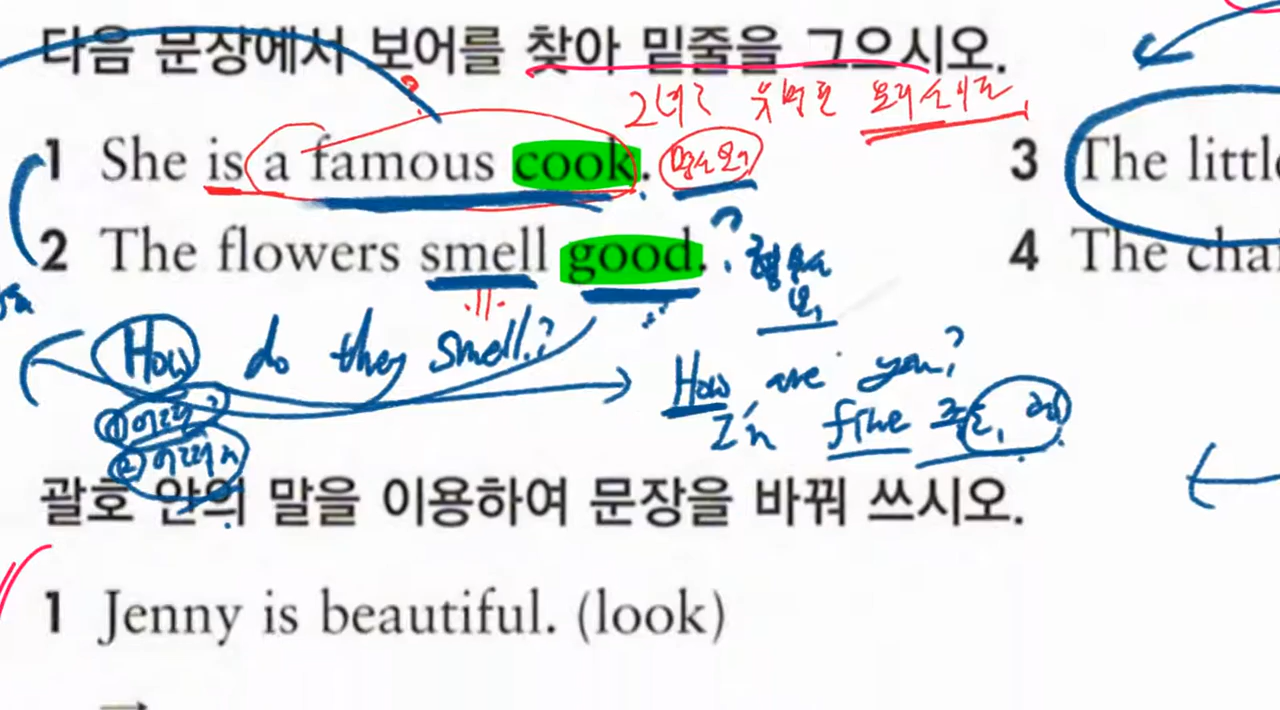 다음 문장에서 보어를 찾아 밑줄을 그으시오.
그녀는 유명한 요리사이다
1 She is a famous cook. 명사보어
3 The little
2 The flowers smell good. 형용사
보어
4 The chai
How do they smell?
How are you?
① 어떤
I'm fine 좋은,
② 어떠니
괄호 안의 말을 이용하여 문장을 바꿔 쓰시오.
1 Jenny is beautiful. (look)